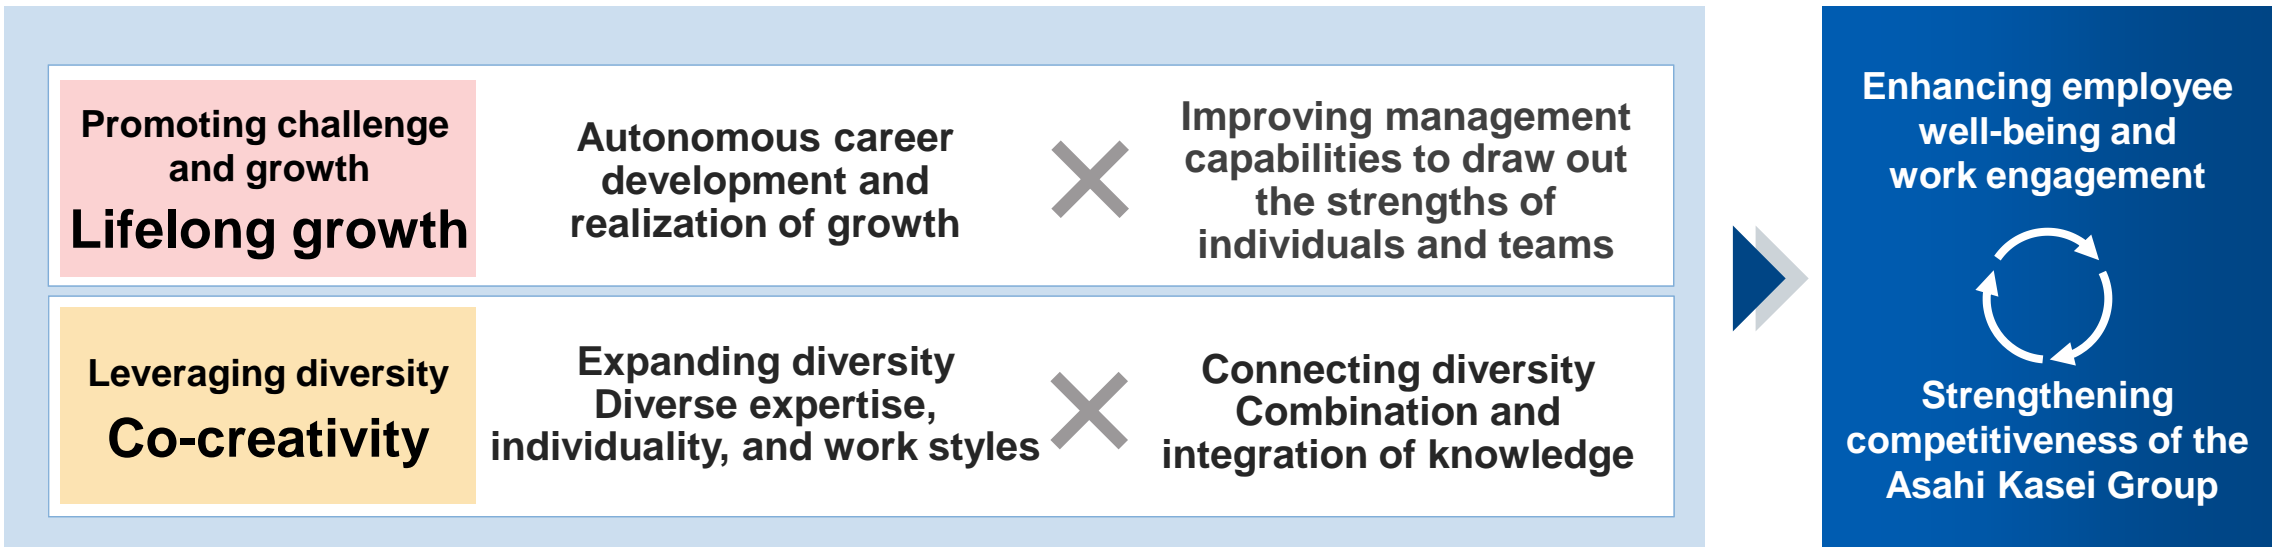 Promoting challenge
and growth
Lifelong growth
Autonomous career
development and
realization of growth
Improving management
capabilities to draw out
the strengths of
individuals and teams
Leveraging diversity
Co-creativity
Expanding diversity
Diverse expertise,
individuality, and work styles
Connecting diversity
Combination and
integration of knowledge
Enhancing employee
well-being and
work engagement
Strengthening
competitiveness of the
Asahi Kasei Group